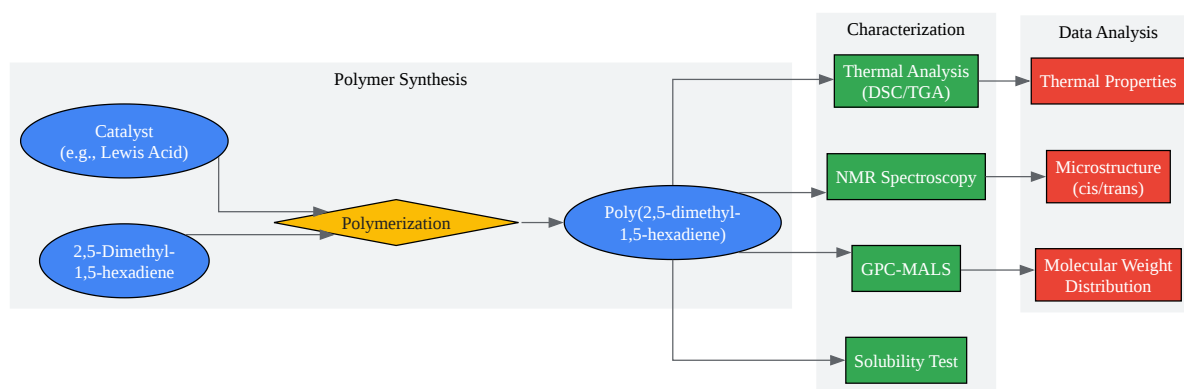 Polymer Synthesis
Catalyst
(e.g., Lewis Acid)
2,5-Dimethyl-
1,5-hexadiene
Polymerization
Poly(2,5-dimethyl-
1,5-hexadiene)
Characterization
Thermal Analysis
(DSC/TGA)
NMR Spectroscopy
GPC-MALS
Solubility Test
Data Analysis
Thermal Properties
Microstructure
(cis/trans)
Molecular Weight
Distribution